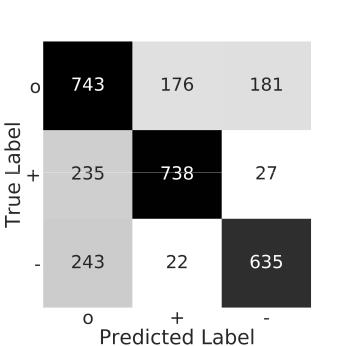 o 743 176 181
+ 235 738 27
- 243 22 635
o + -
True Label
Predicted Label